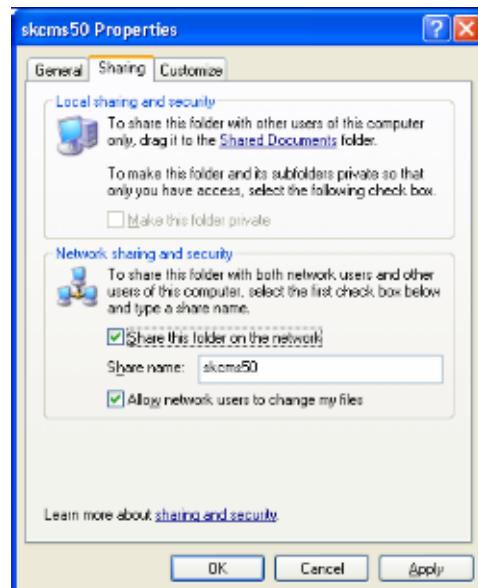 skcms50 Properties
General Sharing Customize
Local sharing and security
To share this folder with other users of this computer
only, drag it to the Shared Documents folder.
To make this folder and its subfolders private so that
only you have access, select the following check box.
Make this folder private
Network sharing and security
To share this folder with both network users and other
users of this computer, select the first check box below
and type a share name.
Share this folder on the network
Share name: skcms50
Allow network users to change my files
Learn more about sharing and security.
OK Cancel Apply